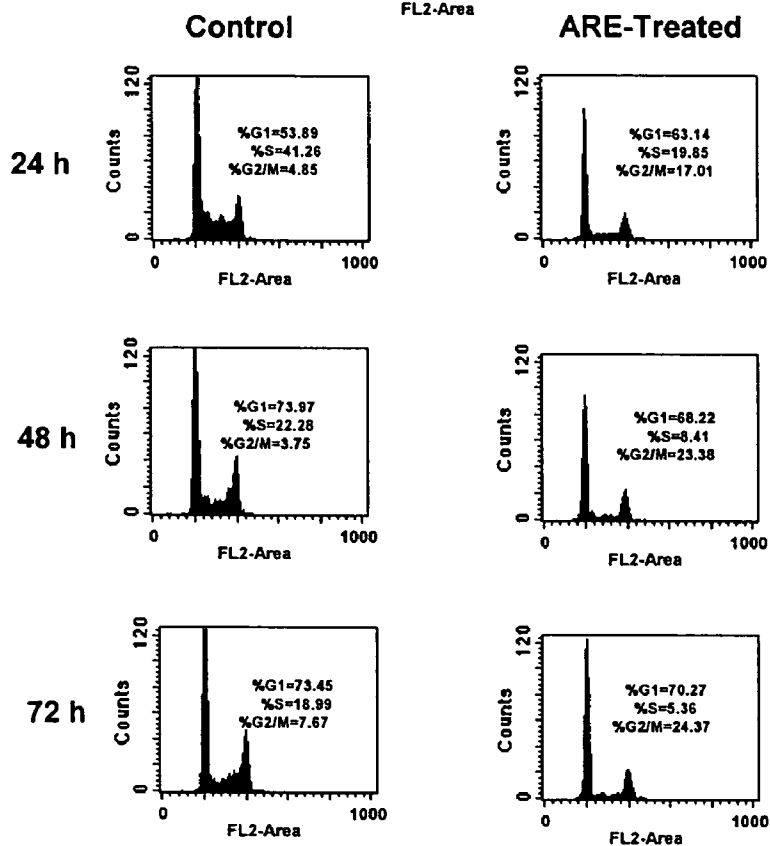 FL2-Area
Control
ARE-Treated
24 h
120
Counts
0
%G1=53.89
%S=41.26
%G2/M=4.85
0
1000
FL2-Area
120
Counts
0
%G1=63.14
%S=19.85
%G2/M=17.01
0
1000
FL2-Area
48 h
120
Counts
0
%G1=73.97
%S=22.28
%G2/M=3.75
0
1000
FL2-Area
120
Counts
0
%G1=68.22
%S=8.41
%G2/M=23.38
0
1000
FL2-Area
72 h
120
Counts
0
%G1=73.45
%S=18.99
%G2/M=7.67
0
1000
FL2-Area
120
Counts
0
%G1=70.27
%S=5.36
%G2/M=24.37
0
1000
FL2-Area